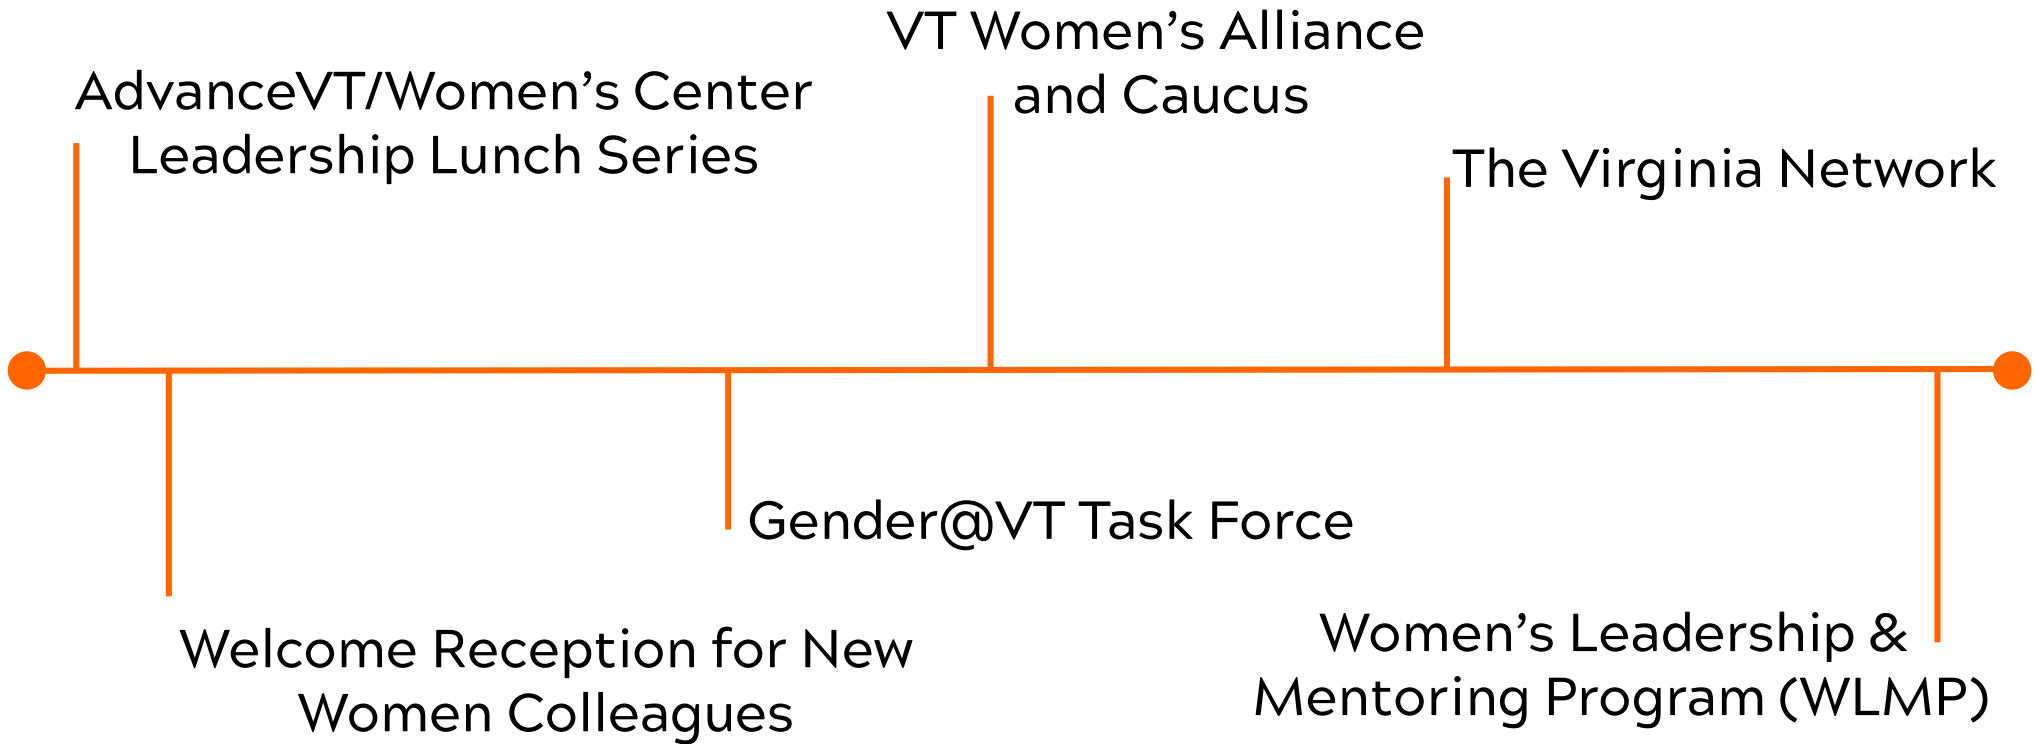 AdvanceVT/Women’s Center
Leadership Lunch Series
VT Women’s Alliance
and Caucus
The Virginia Network
Welcome Reception for New
Women Colleagues
Gender@VT Task Force
Women’s Leadership &
Mentoring Program (WLMP)